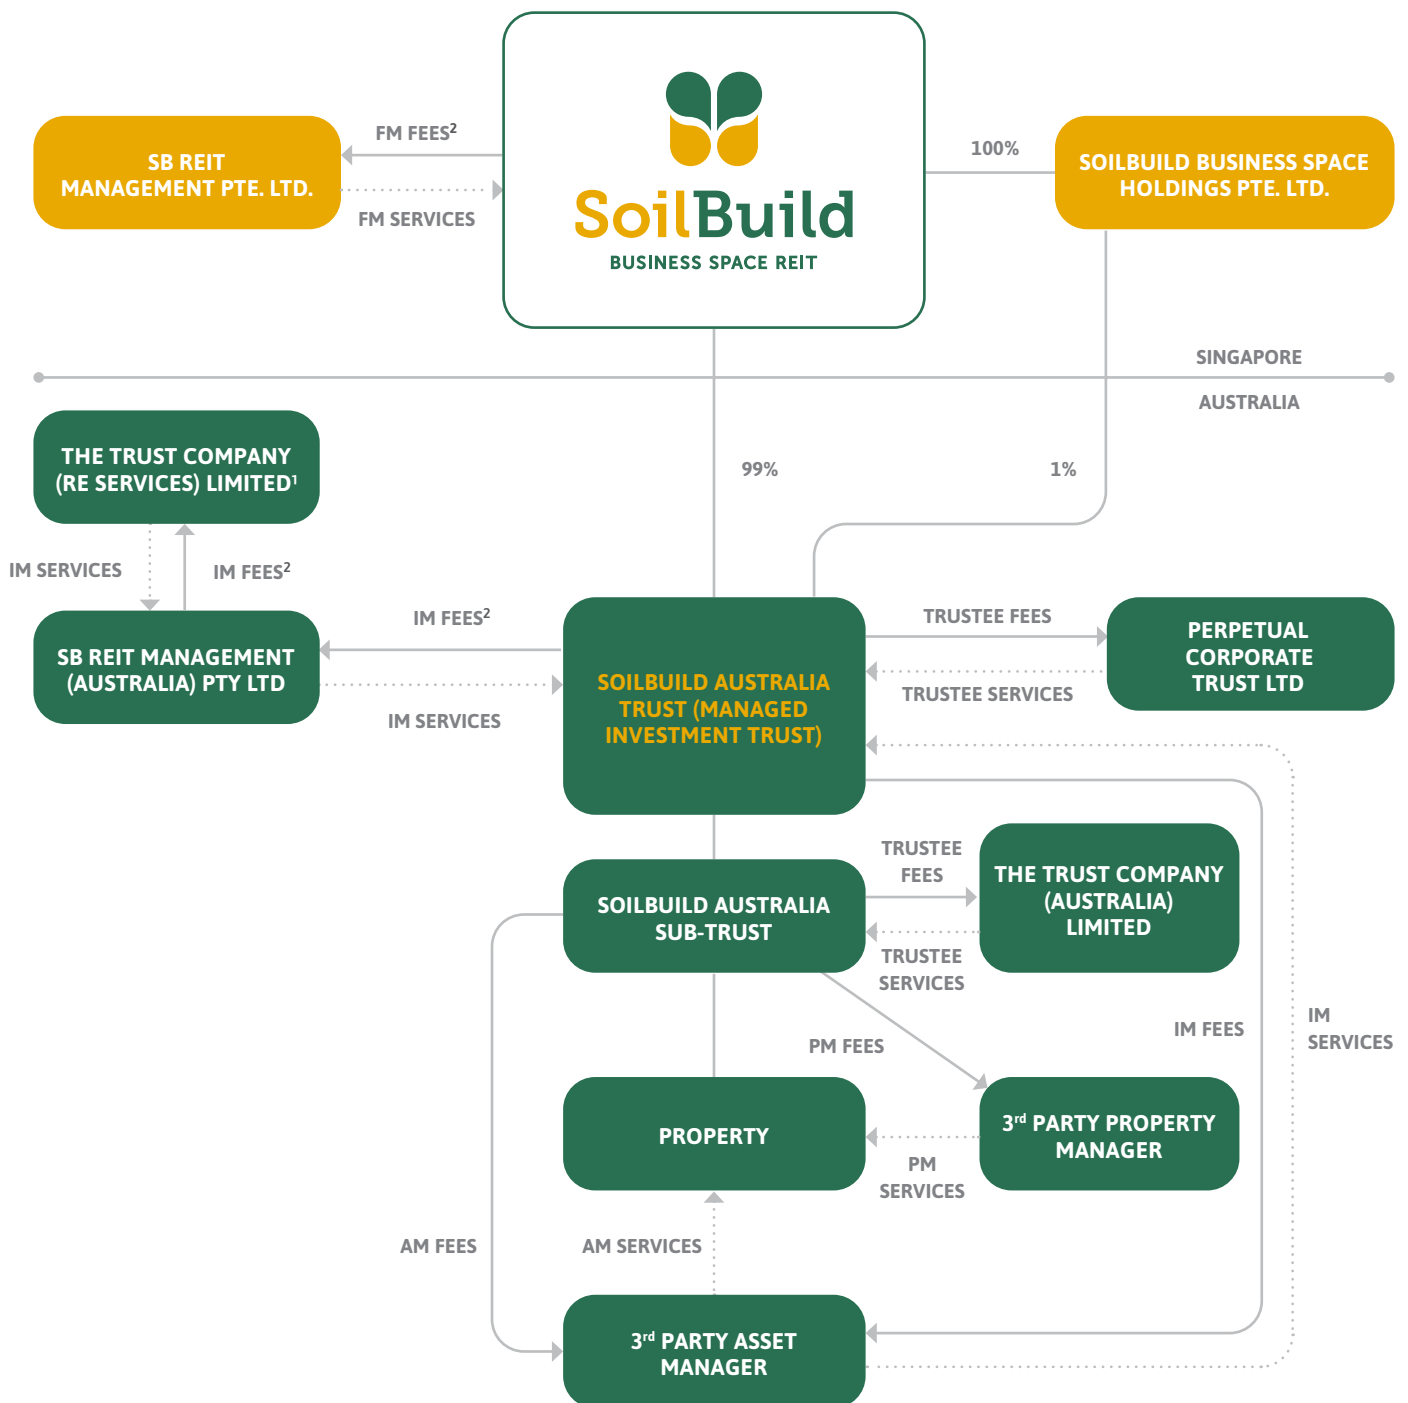 FM FEES²
SB REIT
MANAGEMENT PTE. LTD.
FM SERVICES
SoilBuild
BUSINESS SPACE REIT
100%
SOILBUILD BUSINESS SPACE
HOLDINGS PTE. LTD.
SINGAPORE
AUSTRALIA
THE TRUST COMPANY
(RE SERVICES) LIMITED¹
99%
1%
IM SERVICES
IM FEES²
SB REIT MANAGEMENT
(AUSTRALIA) PTY LTD
IM FEES²
IM SERVICES
SOILBUILD AUSTRALIA
TRUST (MANAGED
INVESTMENT TRUST)
TRUSTEE FEES
TRUSTEE SERVICES
PERPETUAL
CORPORATE
TRUST LTD
SOILBUILD AUSTRALIA
SUB-TRUST
TRUSTEE
FEES
TRUSTEE
SERVICES
THE TRUST COMPANY
(AUSTRALIA)
LIMITED
IM FEES
IM
SERVICES
PM FEES
PROPERTY
PM
SERVICES
3rd PARTY PROPERTY
MANAGER
AM FEES
AM SERVICES
3rd PARTY ASSET
MANAGER